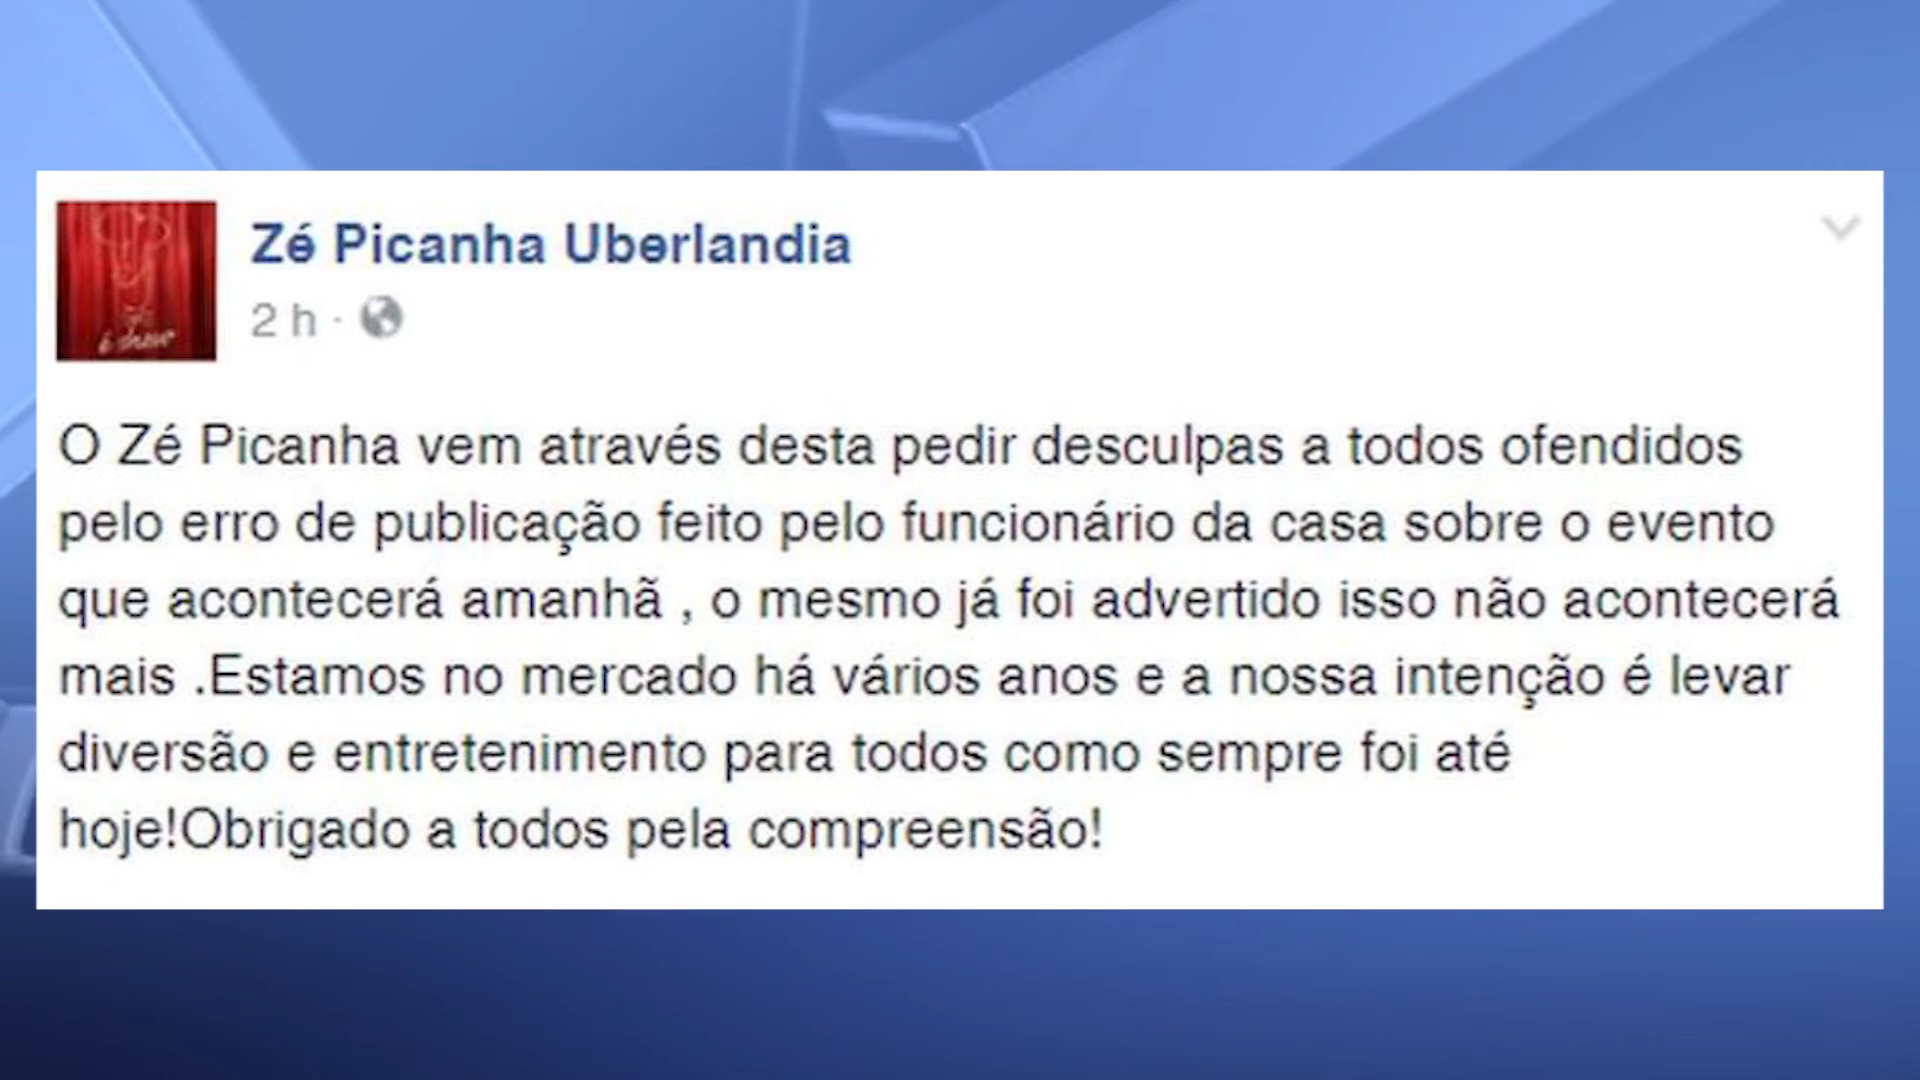 Zé Picanha Uberlandia
2 h ·
O Zé Picanha vem através desta pedir desculpas a todos ofendidos
pelo erro de publicação feito pelo funcionário da casa sobre o evento
que acontecerá amanhã , o mesmo já foi advertido isso não acontecerá
mais .Estamos no mercado há vários anos e a nossa intenção é levar
diversão e entretenimento para todos como sempre foi até
hoje!Obrigado a todos pela compreensão!